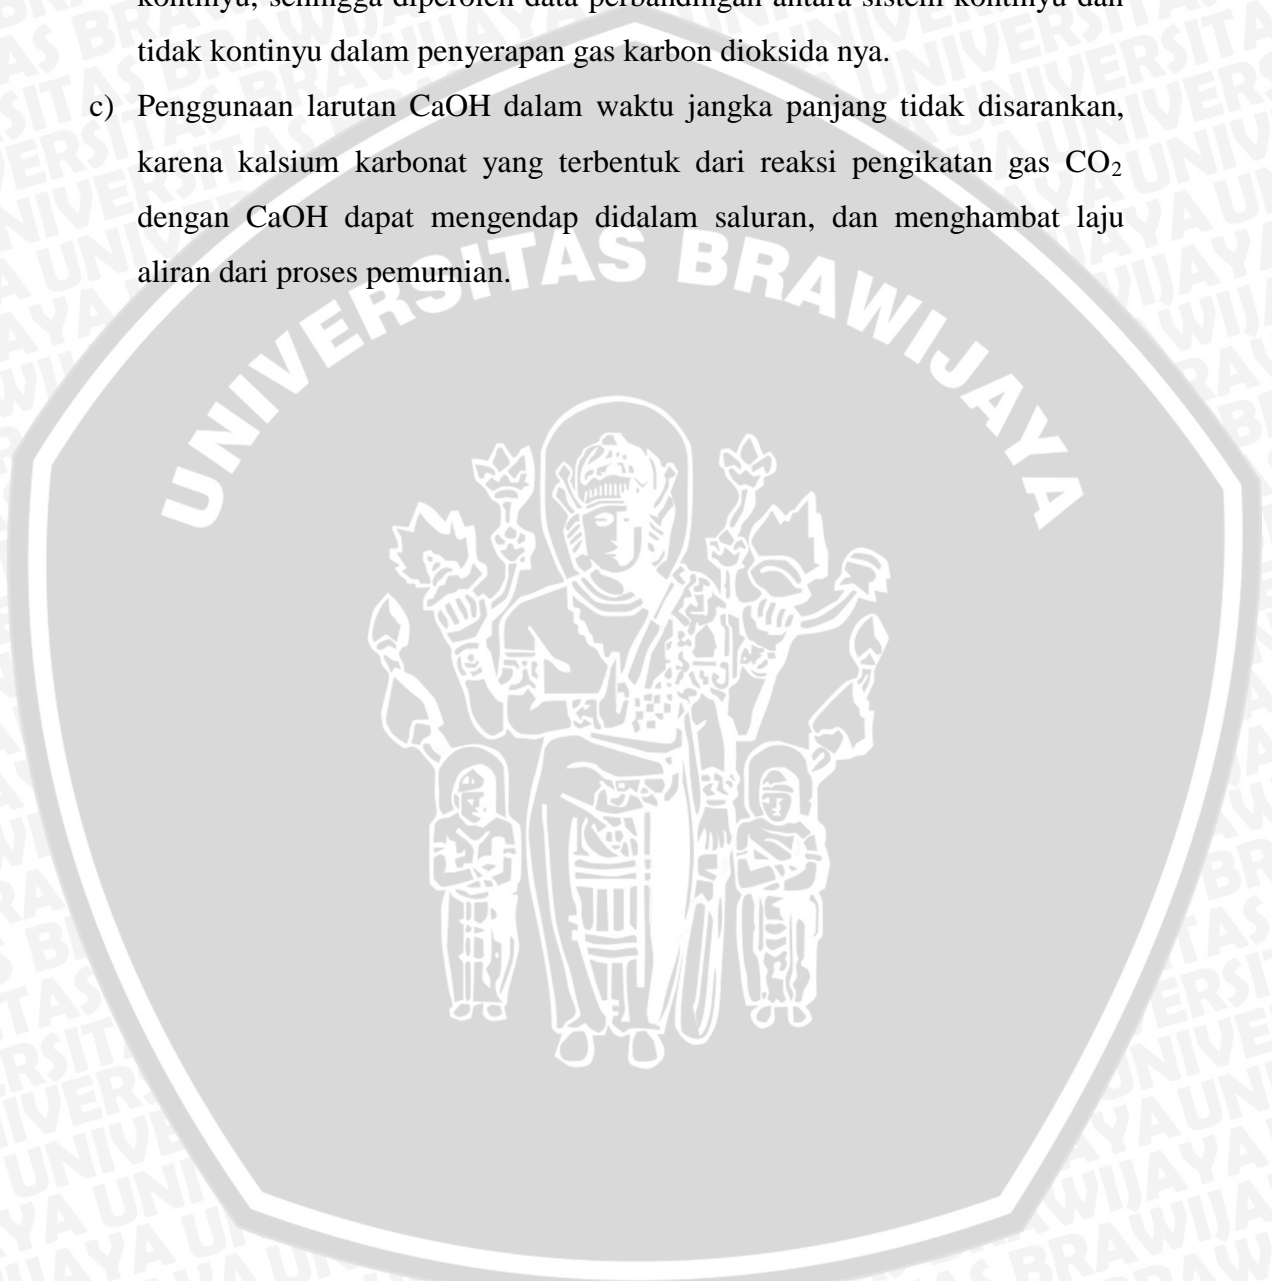 kontinyu, sehingga diperoleh data perbandingan antara sistem kontinyu dan
tidak kontinyu dalam penyerapan gas karbon dioksida nya.
c) Penggunaan larutan CaOH dalam waktu jangka panjang tidak disarankan,
karena kalsium karbonat yang terbentuk dari reaksi pengikatan gas CO₂
dengan CaOH dapat mengendap didalam saluran, dan menghambat laju
aliran dari proses pemurnian.
UNIVERSITAS BRAWIJAYA